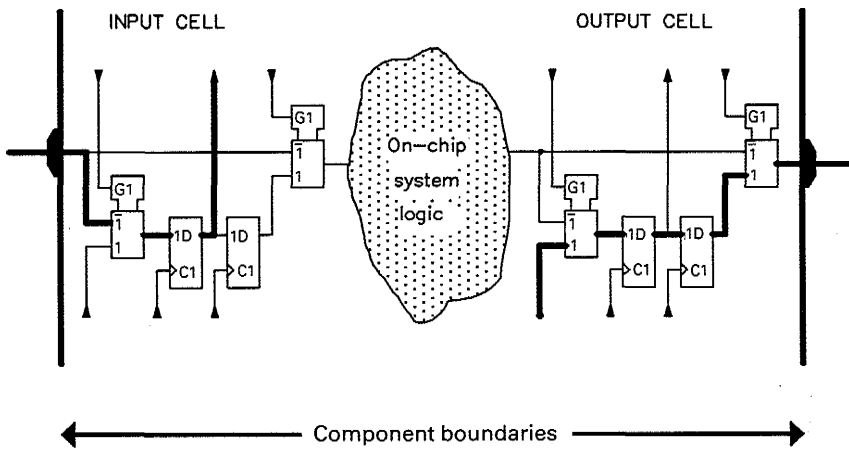 INPUT CELL
OUTPUT CELL
G1
G1
1
1
On-chip
system
logic
1
1
G1
1
1
1D
C1
1D
C1
G1
1
1
1D
C1
1D
C1
Component boundaries